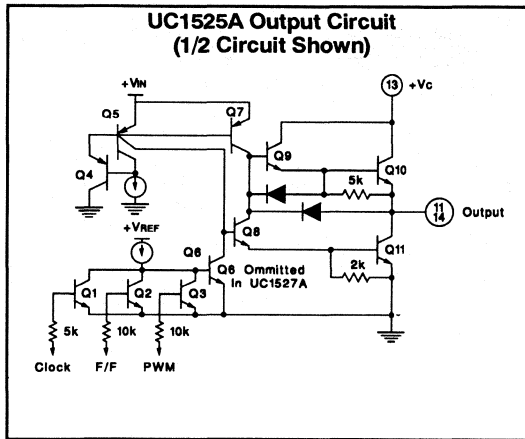 UC1525A Output Circuit
(1/2 Circuit Shown)
+VIN
13 +VC
Q5
Q7
Q9
Q10
Q4
5k
11
14 Output
Q8
+VREF
Q11
Q6
Q6 Ommitted
In UC1527A
2k
Q1
Q2
Q3
5k
10k
10k
Clock
F/F
PWM